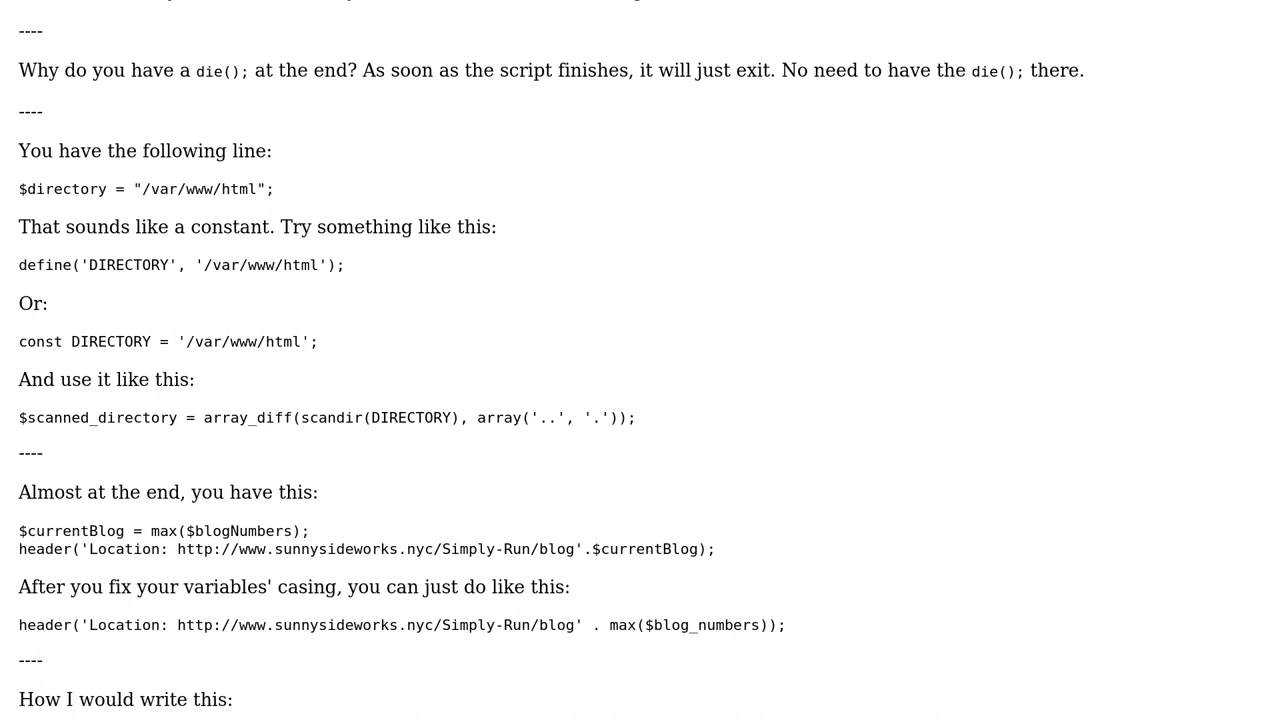 ----
Why do you have a die(); at the end? As soon as the script finishes, it will just exit. No need to have the die(); there.
----
You have the following line:
$directory = "/var/www/html";
That sounds like a constant. Try something like this:
define('DIRECTORY', '/var/www/html');
Or:
const DIRECTORY = '/var/www/html';
And use it like this:
$scanned_directory = array_diff(scandir(DIRECTORY), array('..', '.'));
----
Almost at the end, you have this:
$currentBlog = max($blogNumbers);
header('Location: http://www.sunnysideworks.nyc/Simply-Run/blog'.$currentBlog);
After you fix your variables' casing, you can just do like this:
header('Location: http://www.sunnysideworks.nyc/Simply-Run/blog' . max($blog_numbers));
----
How I would write this: